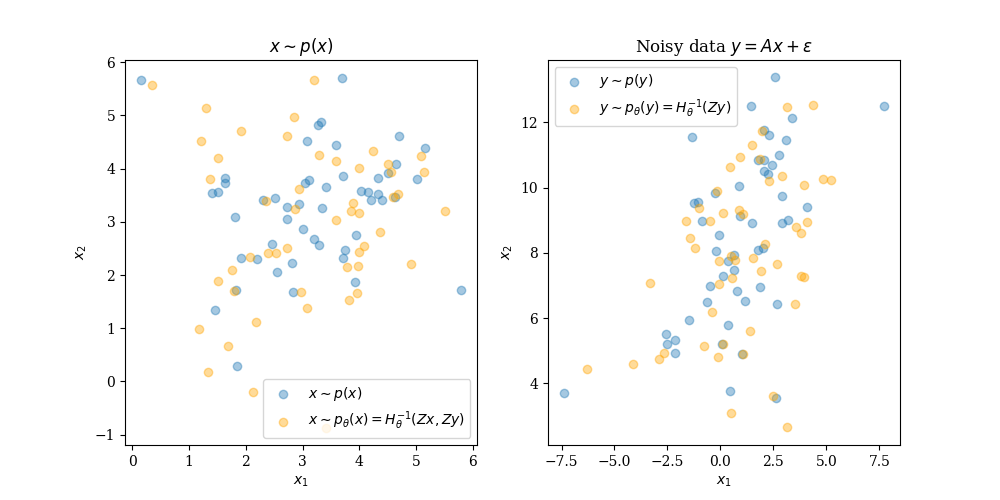 x ∼ p(x)
6
5
4
3
2
1
0
−1
x₂
0 1 2 3 4 5 6
x₁
x ∼ p(x)
x ∼ p_θ(x) = H_θ^{-1}(Zx, Zy)
Noisy data y = Ax + ε
12
10
8
6
4
x₂
−7.5 −5.0 −2.5 0.0 2.5 5.0 7.5
x₁
y ∼ p(y)
y ∼ p_θ(y) = H_θ^{-1}(Zy)